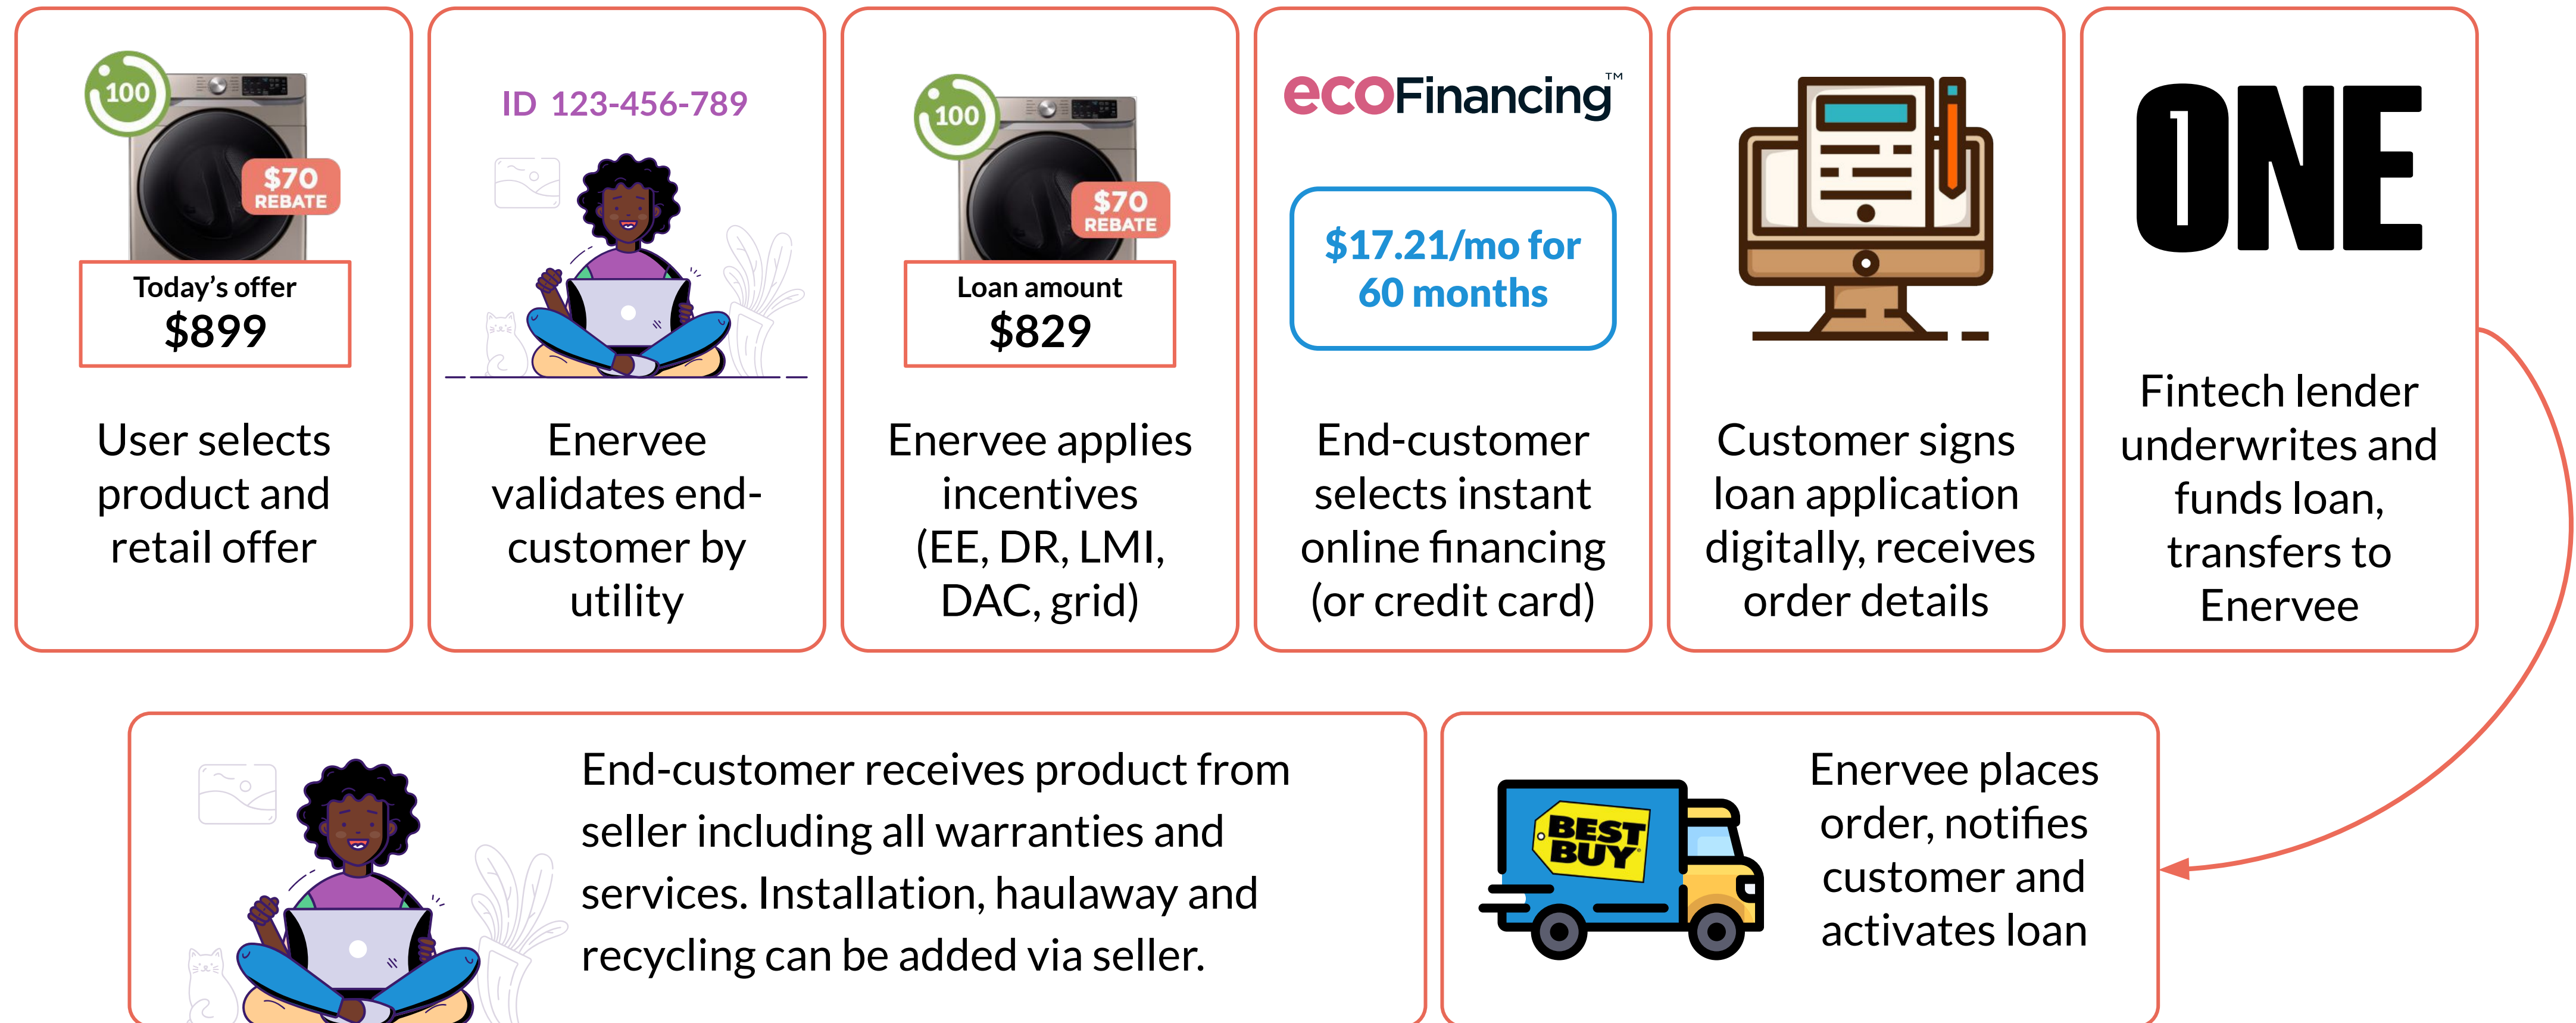 100
$70
REBATE
Today's offer
$899
User selects
product and
retail offer
ID 123-456-789
Enervee
validates end-
customer by
utility
100
$70
REBATE
Loan amount
$829
Enervee applies
incentives
(EE, DR, LMI,
DAC, grid)
ecoFinancing™
$17.21/mo for
60 months
End-customer
selects instant
online financing
(or credit card)
Customer signs
loan application
digitally, receives
order details
ONE
Fintech lender
underwrites and
funds loan,
transfers to
Enervee
BEST
BUY
Enervee places
order, notifies
customer and
activates loan
End-customer receives product from
seller including all warranties and
services. Installation, haulaway and
recycling can be added via seller.